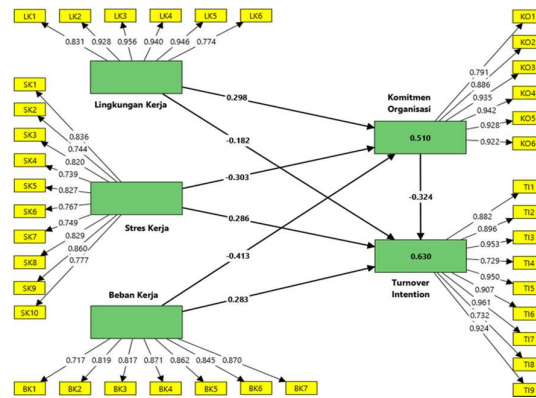 LK1 LK2 LK3 LK4 LK5 LK6
0.831 0.928 0.956 0.940 0.946 0.774
Lingkungan Kerja
SK1
SK2
SK3
SK4
SK5
SK6
SK7
SK8
SK9
SK10
0.836
0.744
0.820
0.739
0.827
0.767
0.749
0.829
0.860
0.777
Stres Kerja
Beban Kerja
0.717 0.819 0.817 0.871 0.862 0.845 0.870
BK1 BK2 BK3 BK4 BK5 BK6 BK7
0.298
-0.182
-0.303
0.286
-0.413
0.283
Komitmen
Organisasi
0.510
-0.324
0.630
Turnover
Intention
0.791
0.886
0.935
0.942
0.928
0.922
KO1
KO2
KO3
KO4
KO5
KO6
0.882
0.896
0.953
0.729
0.950
0.907
0.961
0.732
0.924
TI1
TI2
TI3
TI4
TI5
TI6
TI7
TI8
TI9